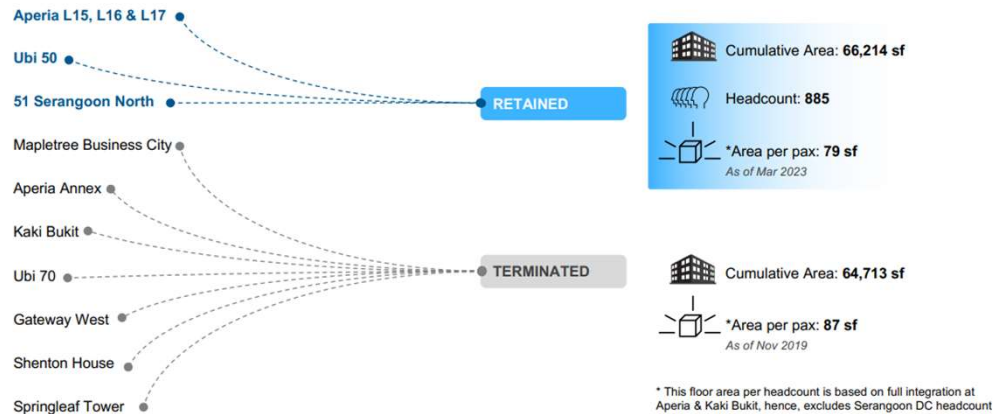 Aperia L15, L16 & L17
Ubi 50
51 Serangoon North
RETAINED
Cumulative Area: 66,214 sf
Headcount: 885
*Area per pax: 79 sf
As of Mar 2023
Mapletree Business City
Aperia Annex
Kaki Bukit
Ubi 70
Gateway West
Shenton House
Springleaf Tower
TERMINATED
Cumulative Area: 64,713 sf
*Area per pax: 87 sf
As of Nov 2019
* This floor area per headcount is based on full integration at
Aperia & Kaki Bukit, hence, excludes Serangoon DC headcount